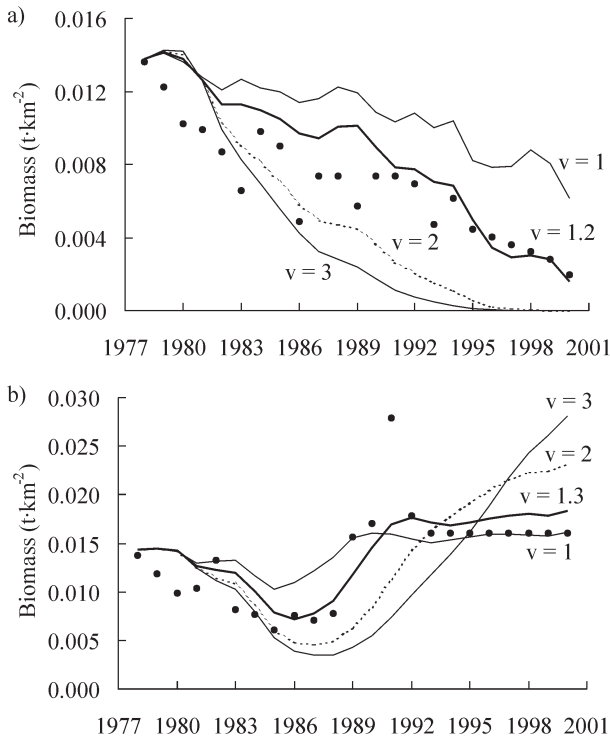 a)
0.016
0.012
0.008
0.004
0.000
Biomass (t·km-2)
v = 1
v = 1.2
v = 2
v = 3
1977 1980 1983 1986 1989 1992 1995 1998 2001
b)
0.030
0.025
0.020
0.015
0.010
0.005
0.000
Biomass (t·km-2)
v = 3
v = 2
v = 1.3
v = 1
1977 1980 1983 1986 1989 1992 1995 1998 2001